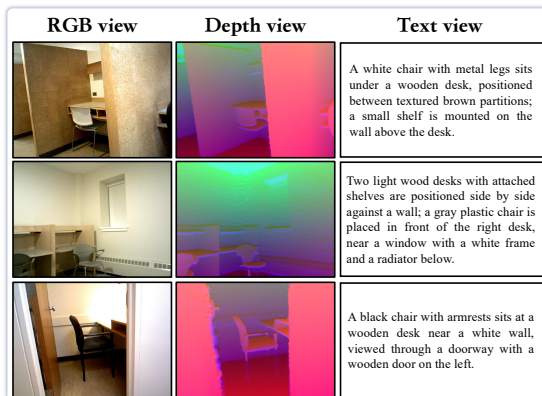 RGB view
Depth view
Text view
A white chair with metal legs sits
under a wooden desk, positioned
between textured brown partitions;
a small shelf is mounted on the
wall above the desk.
Two light wood desks with attached
shelves are positioned side by side
against a wall; a gray plastic chair is
placed in front of the right desk,
near a window with a white frame
and a radiator below.
A black chair with armrests sits at a
wooden desk near a white wall,
viewed through a doorway with a
wooden door on the left.